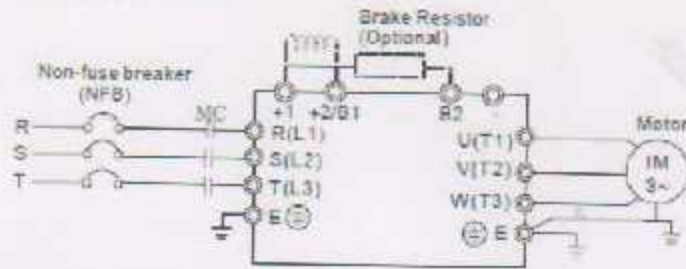 Brake Resistor
(Optional)
Non-fuse breaker
(NFB)
MC
+1 +2/B1 B2 -
R R(L1)
S S(L2)
T T(L3)
E
U(T1)
V(T2)
W(T3)
E
Motor
IM
3~